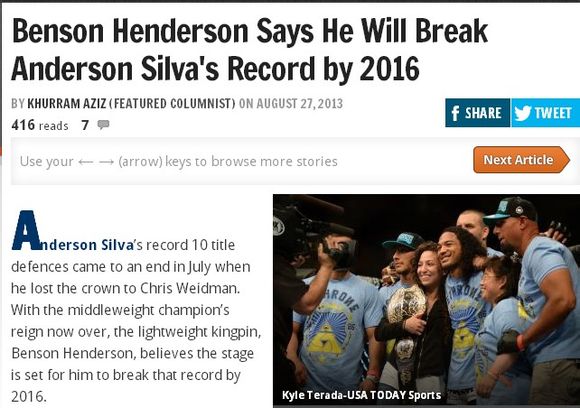 Benson Henderson Says He Will Break
Anderson Silva's Record by 2016
BY KHURRAM AZIZ (FEATURED COLUMNIST) ON AUGUST 27, 2013
f SHARE
TWEET
416 reads 7
Use your ← → (arrow) keys to browse more stories
Next Article
Anderson Silva's record 10 title
defences came to an end in July when
he lost the crown to Chris Weidman.
With the middleweight champion's
reign now over, the lightweight kingpin,
Benson Henderson, believes the stage
is set for him to break that record by
2016.
Kyle Terada-USA TODAY Sports